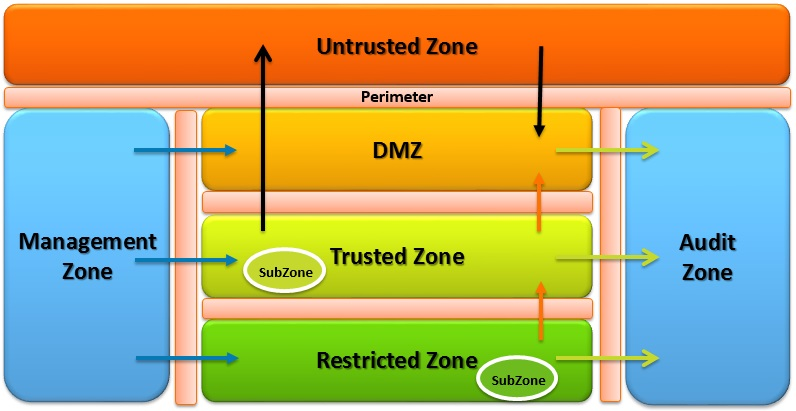 Untrusted Zone
Perimeter
DMZ
Management
Zone
Trusted Zone
SubZone
Audit
Zone
Restricted Zone
SubZone